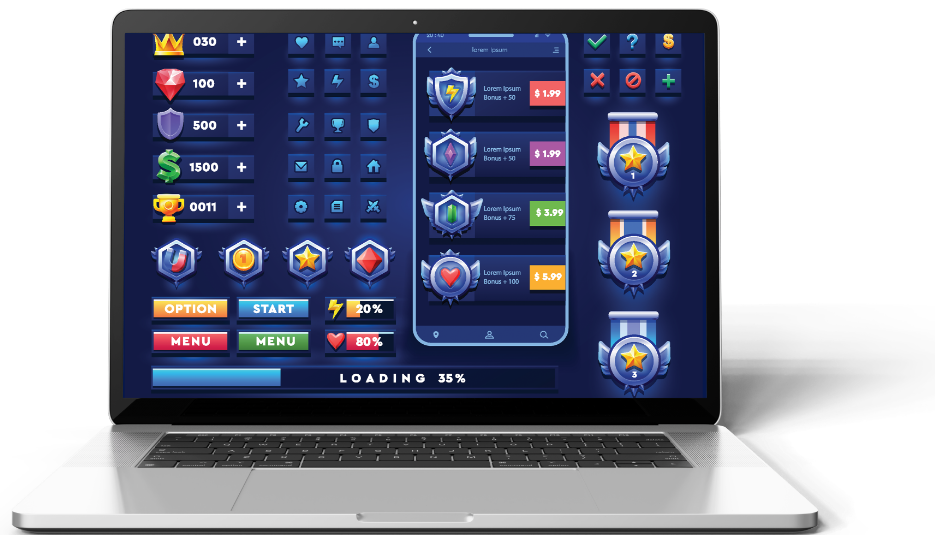 030 +
100 +
500 +
1500 +
0011 +
1
OPTION
START
20%
MENU
MENU
80%
LOADING 35%
lorem ipsum
Lorem Ipsum
Bonus + 50
$ 1.99
Lorem Ipsum
Bonus + 50
$ 1.99
Lorem Ipsum
Bonus + 75
$ 3.99
Lorem Ipsum
Bonus + 100
$ 5.99
$
? $
1
2
3